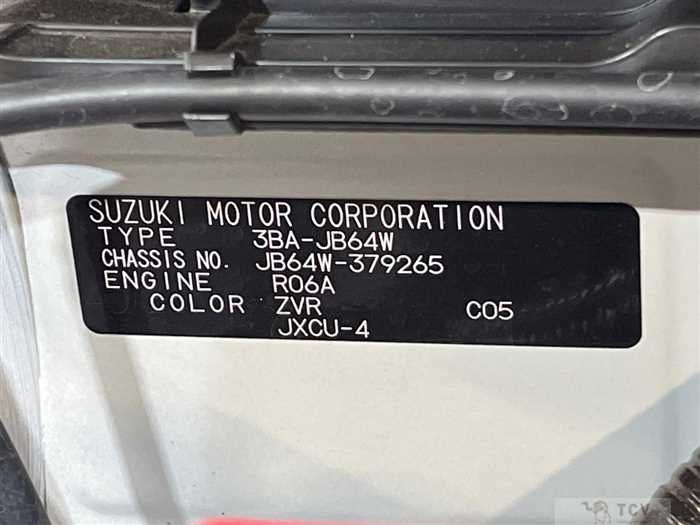 SUZUKI MOTOR CORPORATION
TYPE 3BA-JB64W
CHASSIS NO. JB64W-379265
ENGINE R06A
COLOR ZVR C05
JXCU-4
TCV